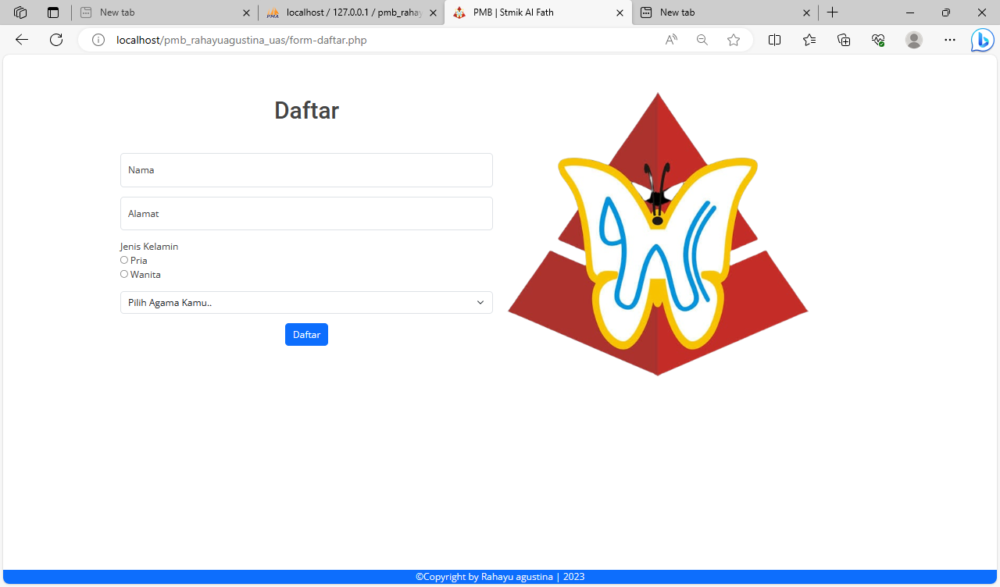 New tab
localhost / 127.0.0.1 / pmb_rahay
PMB | Stmik Al Fath
New tab
localhost/pmb_rahayuagustina_uas/form-daftar.php
Daftar
Nama
Alamat
Jenis Kelamin
Pria
Wanita
Pilih Agama Kamu..
Daftar
©Copyright by Rahayu agustina | 2023